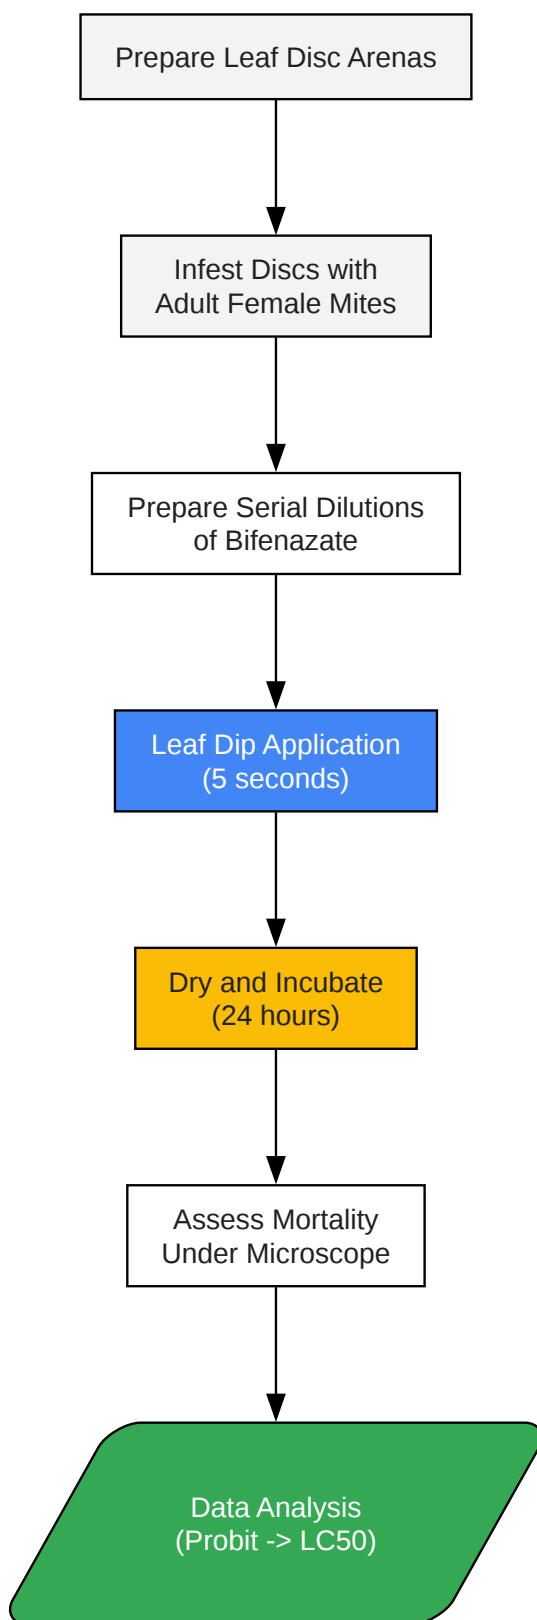 Prepare Leaf Disc Arenas
Infest Discs with
Adult Female Mites
Prepare Serial Dilutions
of Bifenazate
Leaf Dip Application
(5 seconds)
Dry and Incubate
(24 hours)
Assess Mortality
Under Microscope
Data Analysis
(Probit -> LC50)